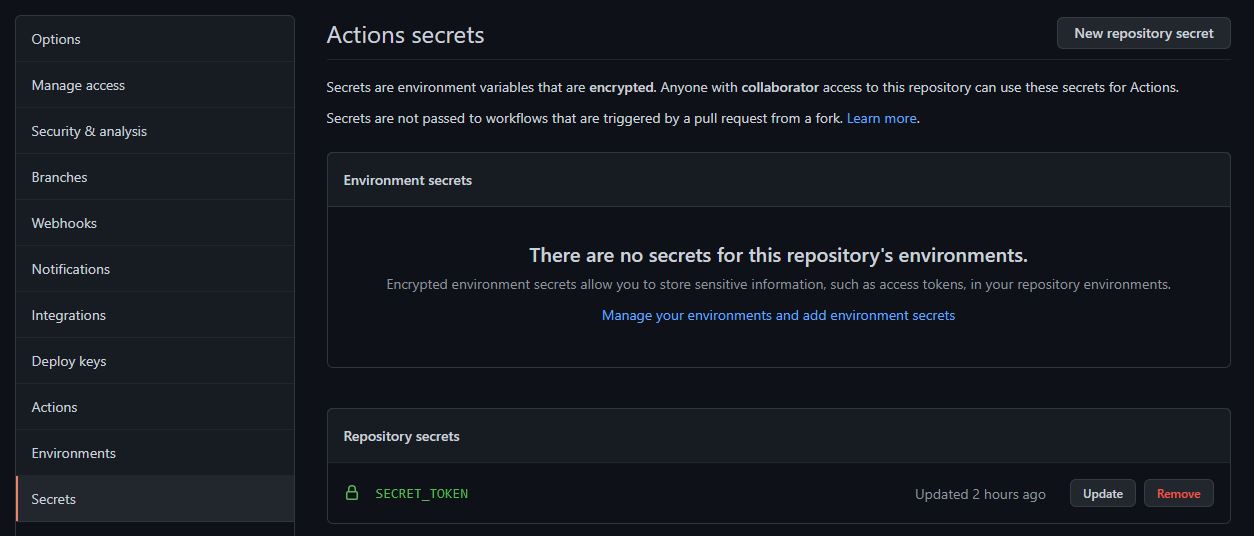 Options
Manage access
Security & analysis
Branches
Webhooks
Notifications
Integrations
Deploy keys
Actions
Environments
Secrets
Actions secrets
New repository secret
Secrets are environment variables that are encrypted. Anyone with collaborator access to this repository can use these secrets for Actions.
Secrets are not passed to workflows that are triggered by a pull request from a fork. Learn more.
Environment secrets
There are no secrets for this repository's environments.
Encrypted environment secrets allow you to store sensitive information, such as access tokens, in your repository environments.
Manage your environments and add environment secrets
Repository secrets
SECRET_TOKEN
Updated 2 hours ago
Update
Remove